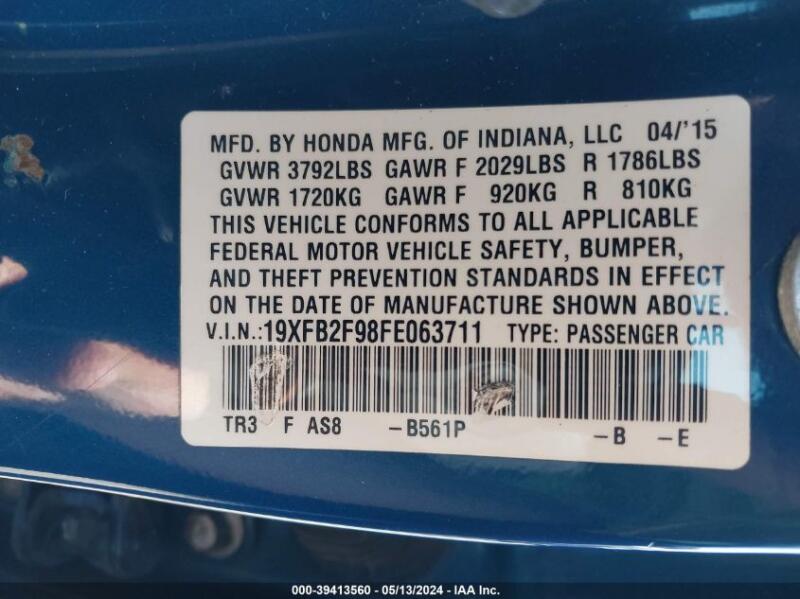 MFD. BY HONDA MFG. OF INDIANA, LLC 04/'15
GVWR 3792LBS GAWR F 2029LBS R 1786LBS
GVWR 1720KG GAWR F 920KG R 810KG
THIS VEHICLE CONFORMS TO ALL APPLICABLE
FEDERAL MOTOR VEHICLE SAFETY, BUMPER,
AND THEFT PREVENTION STANDARDS IN EFFECT
ON THE DATE OF MANUFACTURE SHOWN ABOVE.
V.I.N.:19XFB2F98FE063711 TYPE: PASSENGER CAR
TR3 F AS8 -B561P -B -E
000-39413560 - 05/13/2024 - IAA Inc.